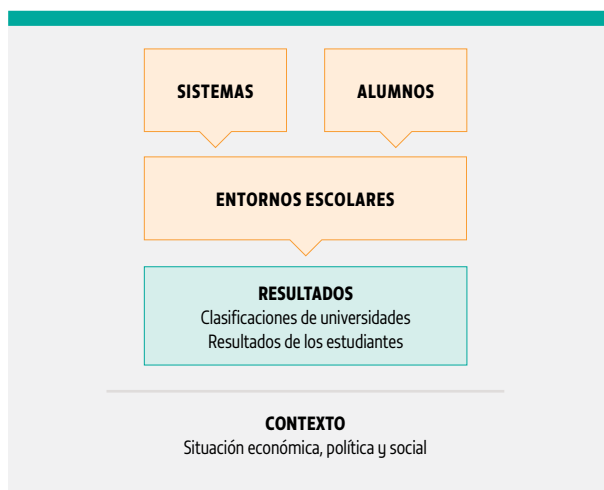 SISTEMAS
ALUMNOS
ENTORNOS ESCOLARES
RESULTADOS
Clasificaciones de universidades
Resultados de los estudiantes
CONTEXTO
Situación económica, política y social